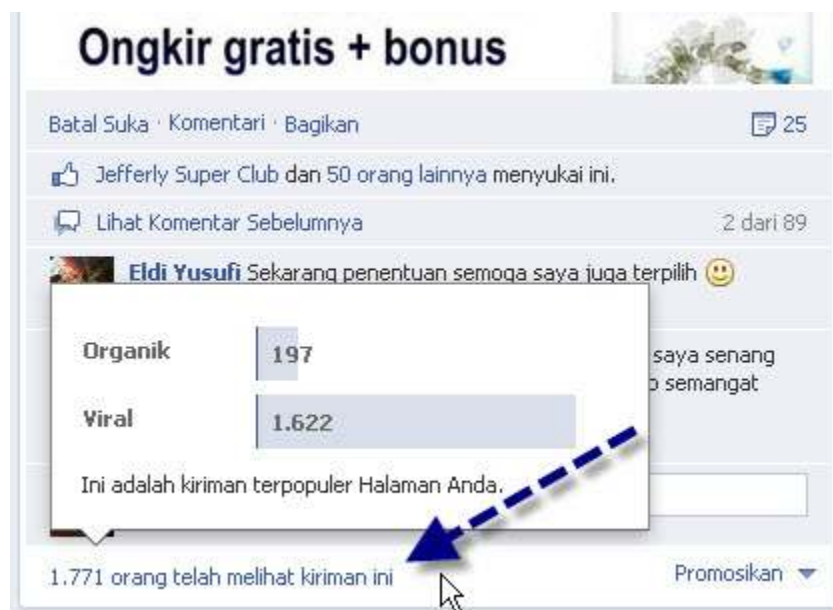 Ongkir gratis + bonus
Batal Suka · Komentari · Bagikan 25
Jefferly Super Club dan 50 orang lainnya menyukai ini.
Lihat Komentar Sebelumnya 2 dari 89
Eldi Yusufi Sekarang penentuan semoga saya juga terpilih
saya senang
semangat
Organik 197
Viral 1.622
Ini adalah kiriman terpopuler Halaman Anda.
1.771 orang telah melihat kiriman ini Promosikan